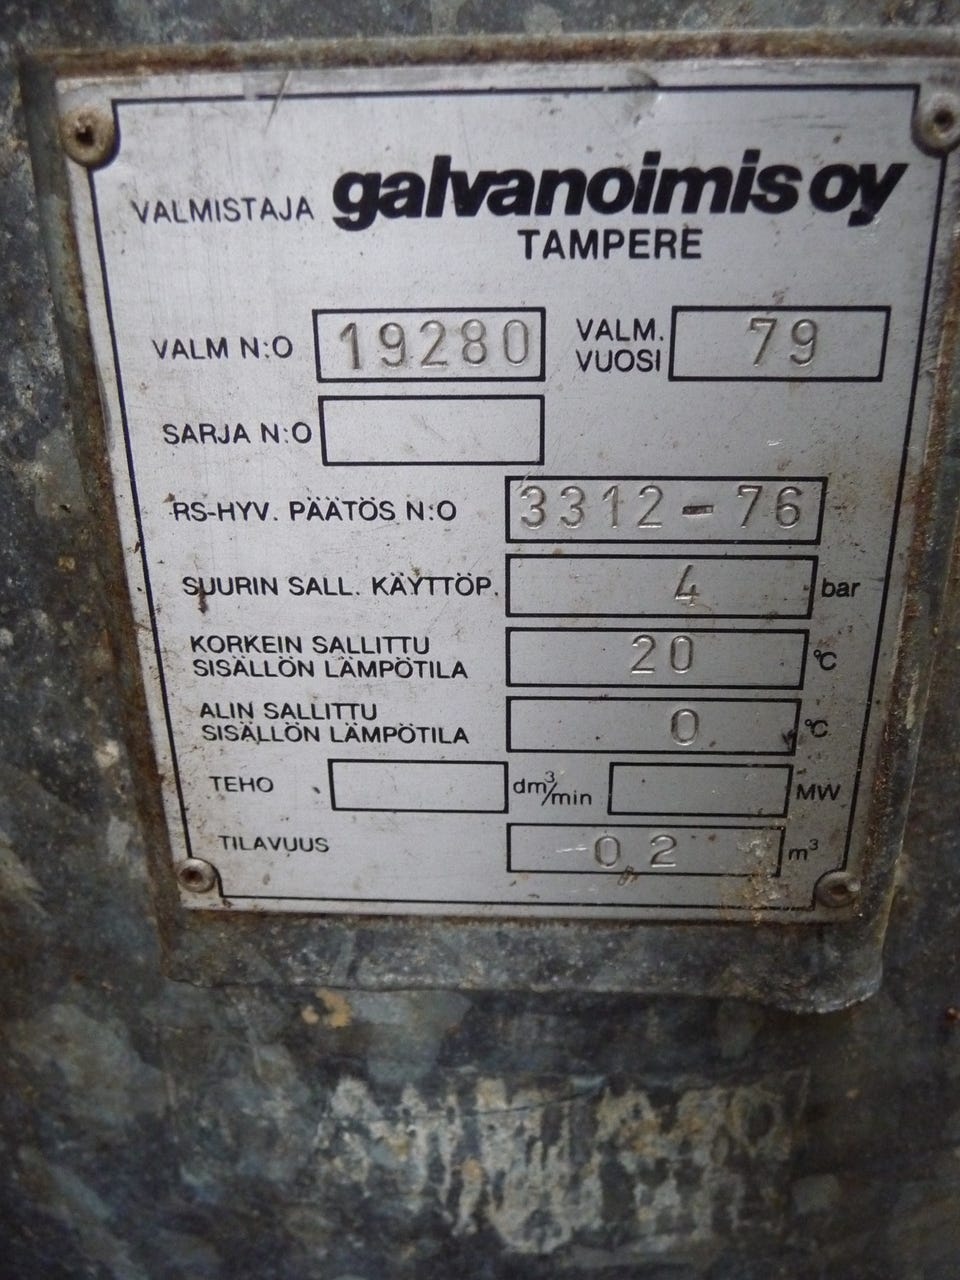 VALMISTAJA galvanoimis oy
TAMPERE
VALM N:O 19280 VALM. VUOSI 79
SARJA N:O
RS-HYV. PÄÄTÖS N:O 3312-76
SUURIN SALL. KÄYTTÖP. 4 bar
KORKEIN SALLITTU
SISÄLLÖN LÄMPÖTILA 20 °C
ALIN SALLITTU
SISÄLLÖN LÄMPÖTILA 0 °C
TEHO dm³/min MW
TILAVUUS 0,2 m³